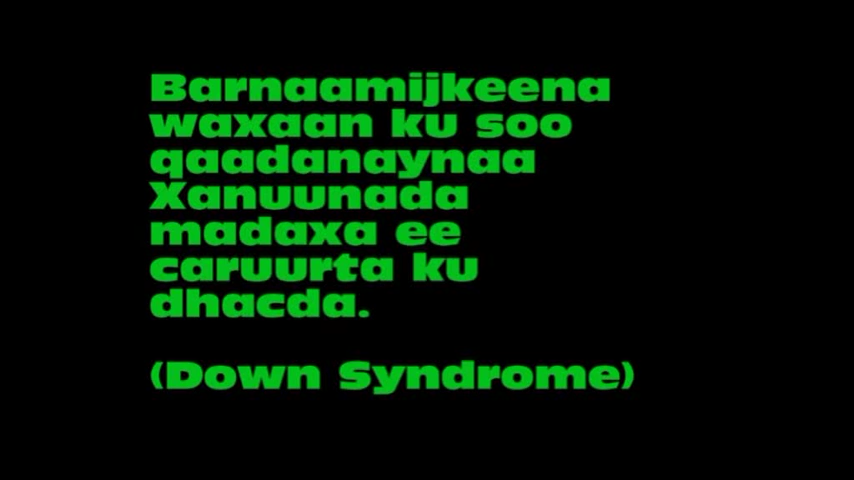 Barnaamijkeena
waxaan ku soo
qaadanaynaa
Xanuunada
madaxa ee
caruurta ku
dhacda.
(Down Syndrome)